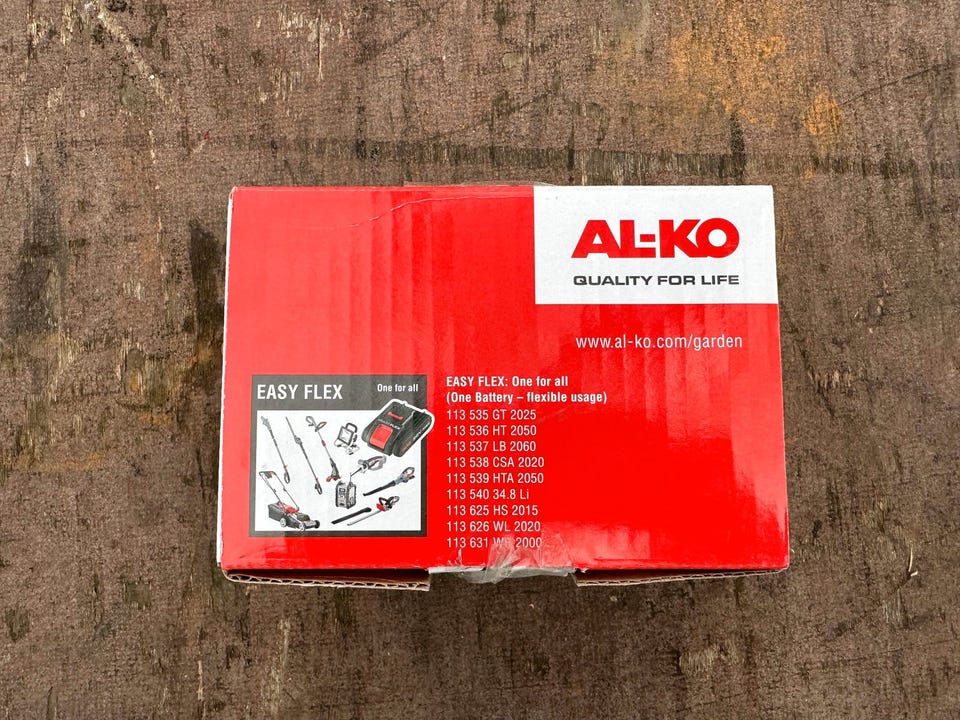 AL-KO
QUALITY FOR LIFE
www.al-ko.com/garden
EASY FLEX One for all
EASY FLEX: One for all
(One Battery – flexible usage)
113 535 GT 2025
113 536 HT 2050
113 537 LB 2060
113 538 CSA 2020
113 539 HTA 2050
113 540 34.8 Li
113 625 HS 2015
113 626 WL 2020
113 631 2000